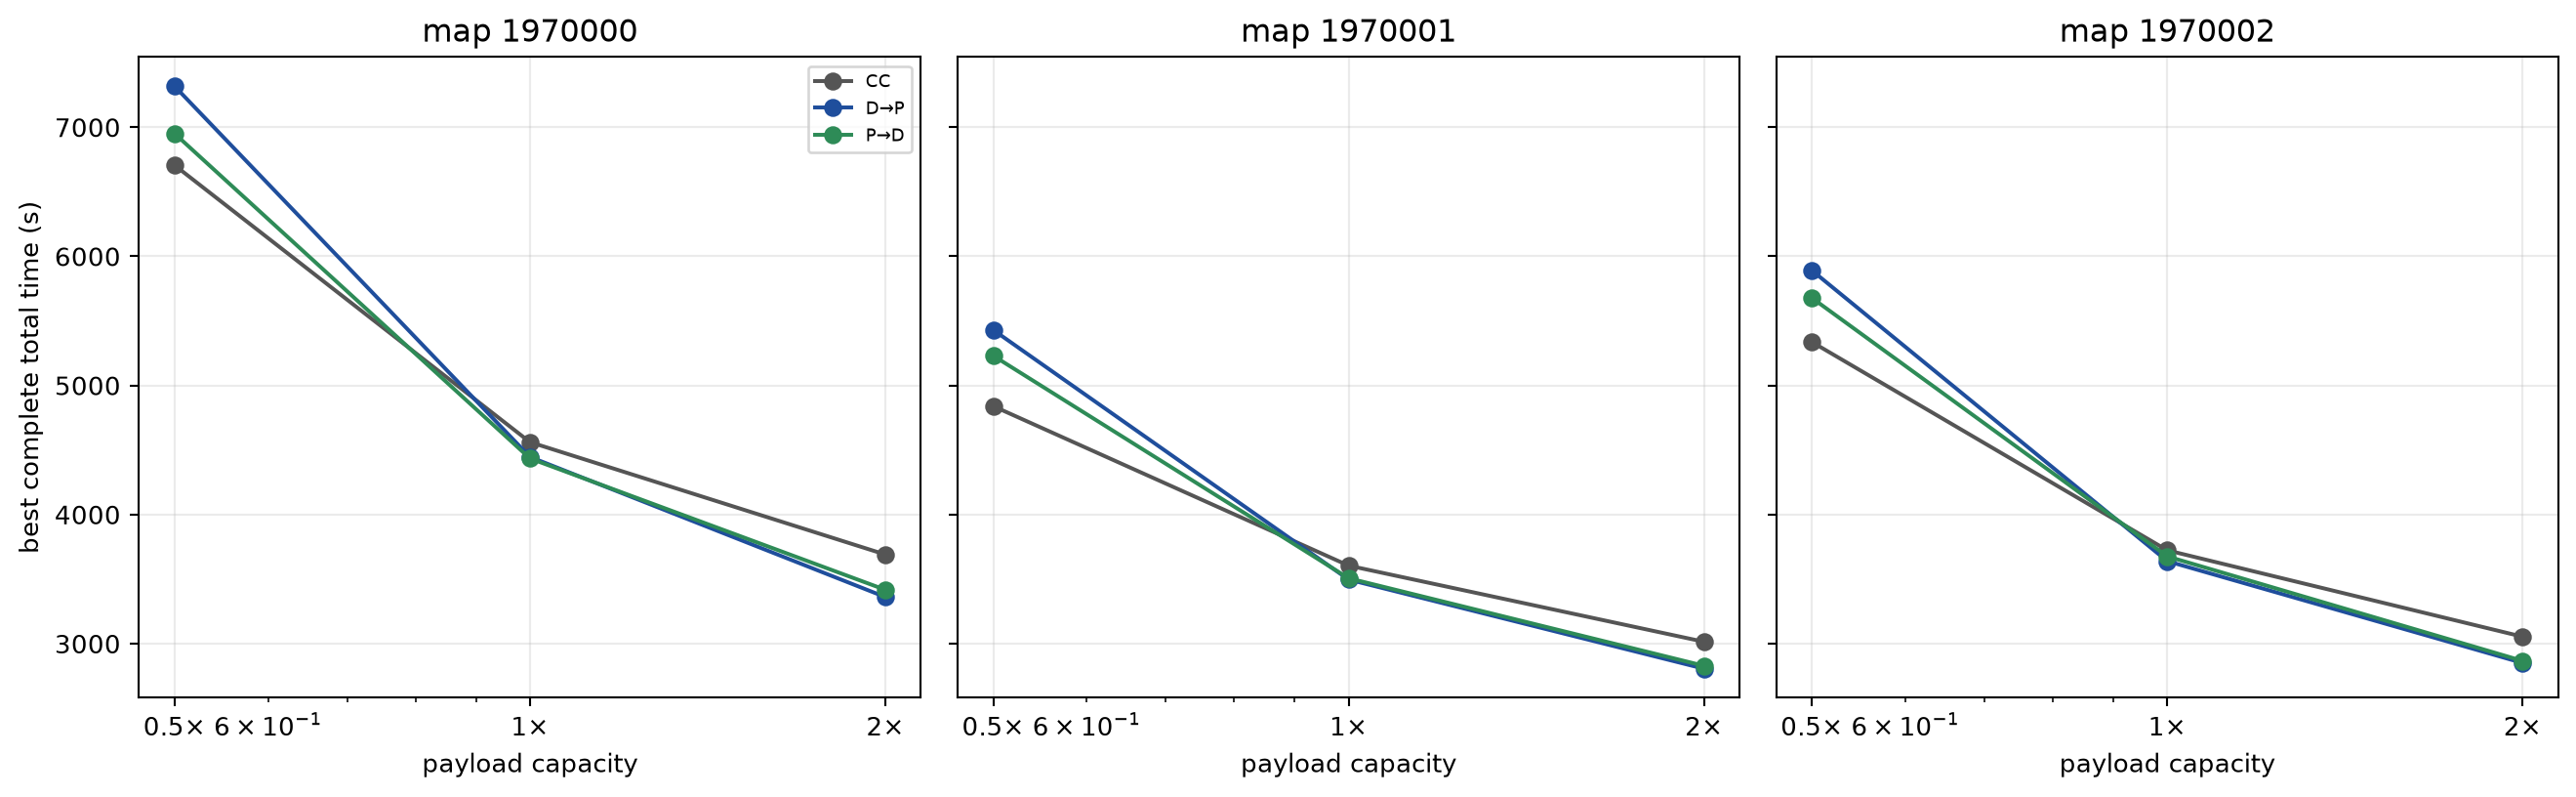 map 1970000
map 1970001
map 1970002
CC
D→P
P→D
best complete total time (s)
7000
6000
5000
4000
3000
0.5× 6 × 10⁻¹ 1× 2×
0.5× 6 × 10⁻¹ 1× 2×
0.5× 6 × 10⁻¹ 1× 2×
payload capacity
payload capacity
payload capacity